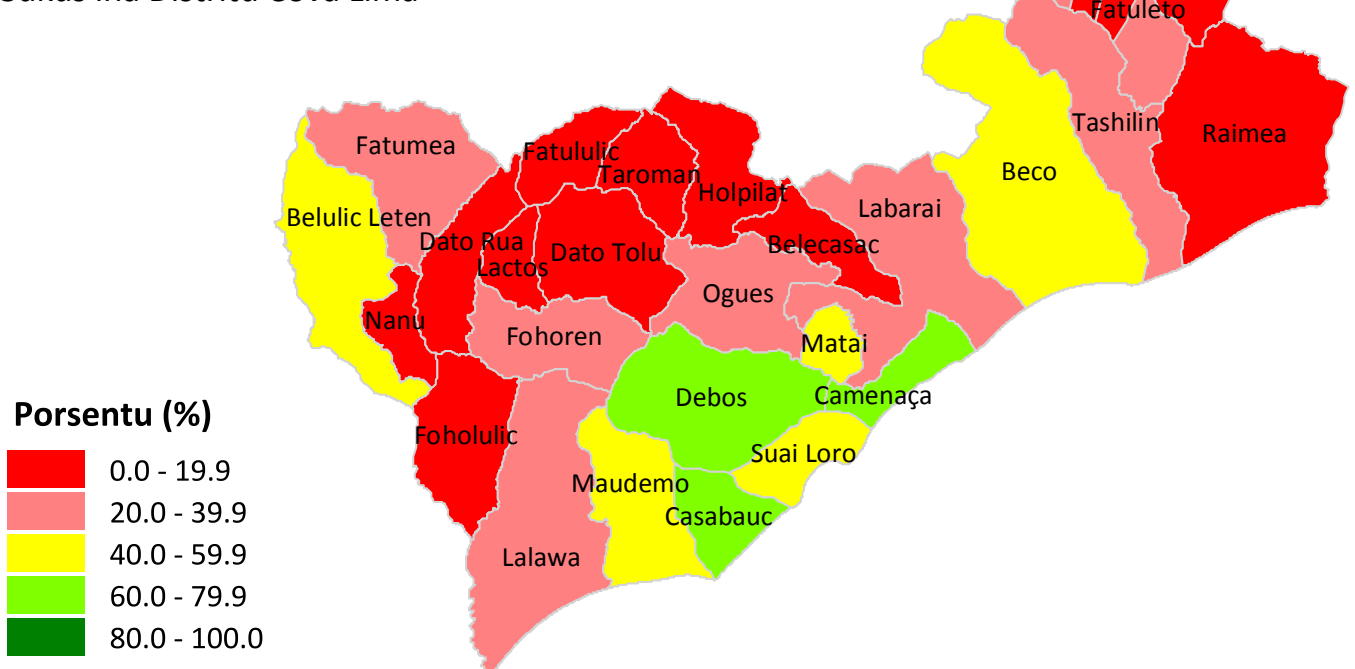 Fatuleto
Fatumea
Fatululic
Taroman
Holpilat
Tashilin
Raimea
Beco
Belulic Leten
Labarai
Dato Rua
Lactos
Dato Tolu
Belecasac
Ogues
Nanu
Fohoren
Matai
Debos
Camenaça
Foholulic
Suai Loro
Maudemo
Casabauc
Lalawa
Porsentu (%)
0.0 - 19.9
20.0 - 39.9
40.0 - 59.9
60.0 - 79.9
80.0 - 100.0